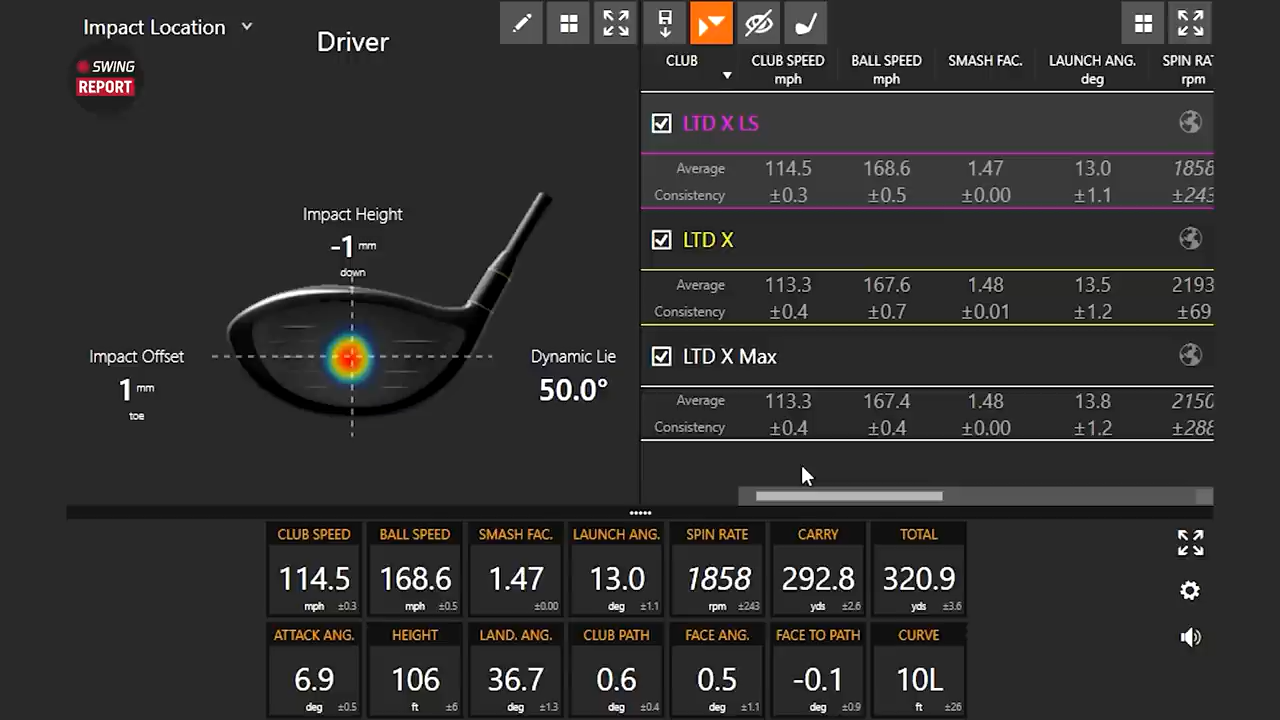 Impact Location
Driver
SWING
REPORT
Impact Height
-1 mm
down
Impact Offset
1 mm
toe
Dynamic Lie
50.0°
CLUB CLUB SPEED BALL SPEED SMASH FAC. LAUNCH ANG. SPIN RA
mph mph deg rpm
LTD X LS
Average 114.5 168.6 1.47 13.0 1858
Consistency ±0.3 ±0.5 ±0.00 ±1.1 ±243
LTD X
Average 113.3 167.6 1.48 13.5 2193
Consistency ±0.4 ±0.7 ±0.01 ±1.2 ±69
LTD X Max
Average 113.3 167.4 1.48 13.8 2150
Consistency ±0.4 ±0.4 ±0.00 ±1.2 ±288
CLUB SPEED BALL SPEED SMASH FAC. LAUNCH ANG. SPIN RATE CARRY TOTAL
114.5 168.6 1.47 13.0 1858 292.8 320.9
mph ±0.3 mph ±0.5 ±0.00 deg ±1.1 rpm ±243 yds ±2.6 yds ±3.6
ATTACK ANG. HEIGHT LAND. ANG. CLUB PATH FACE ANG. FACE TO PATH CURVE
6.9 106 36.7 0.6 0.5 -0.1 10L
deg ±0.5 ft ±6 deg ±1.3 deg ±0.4 deg ±1.1 deg ±0.9 ft ±26